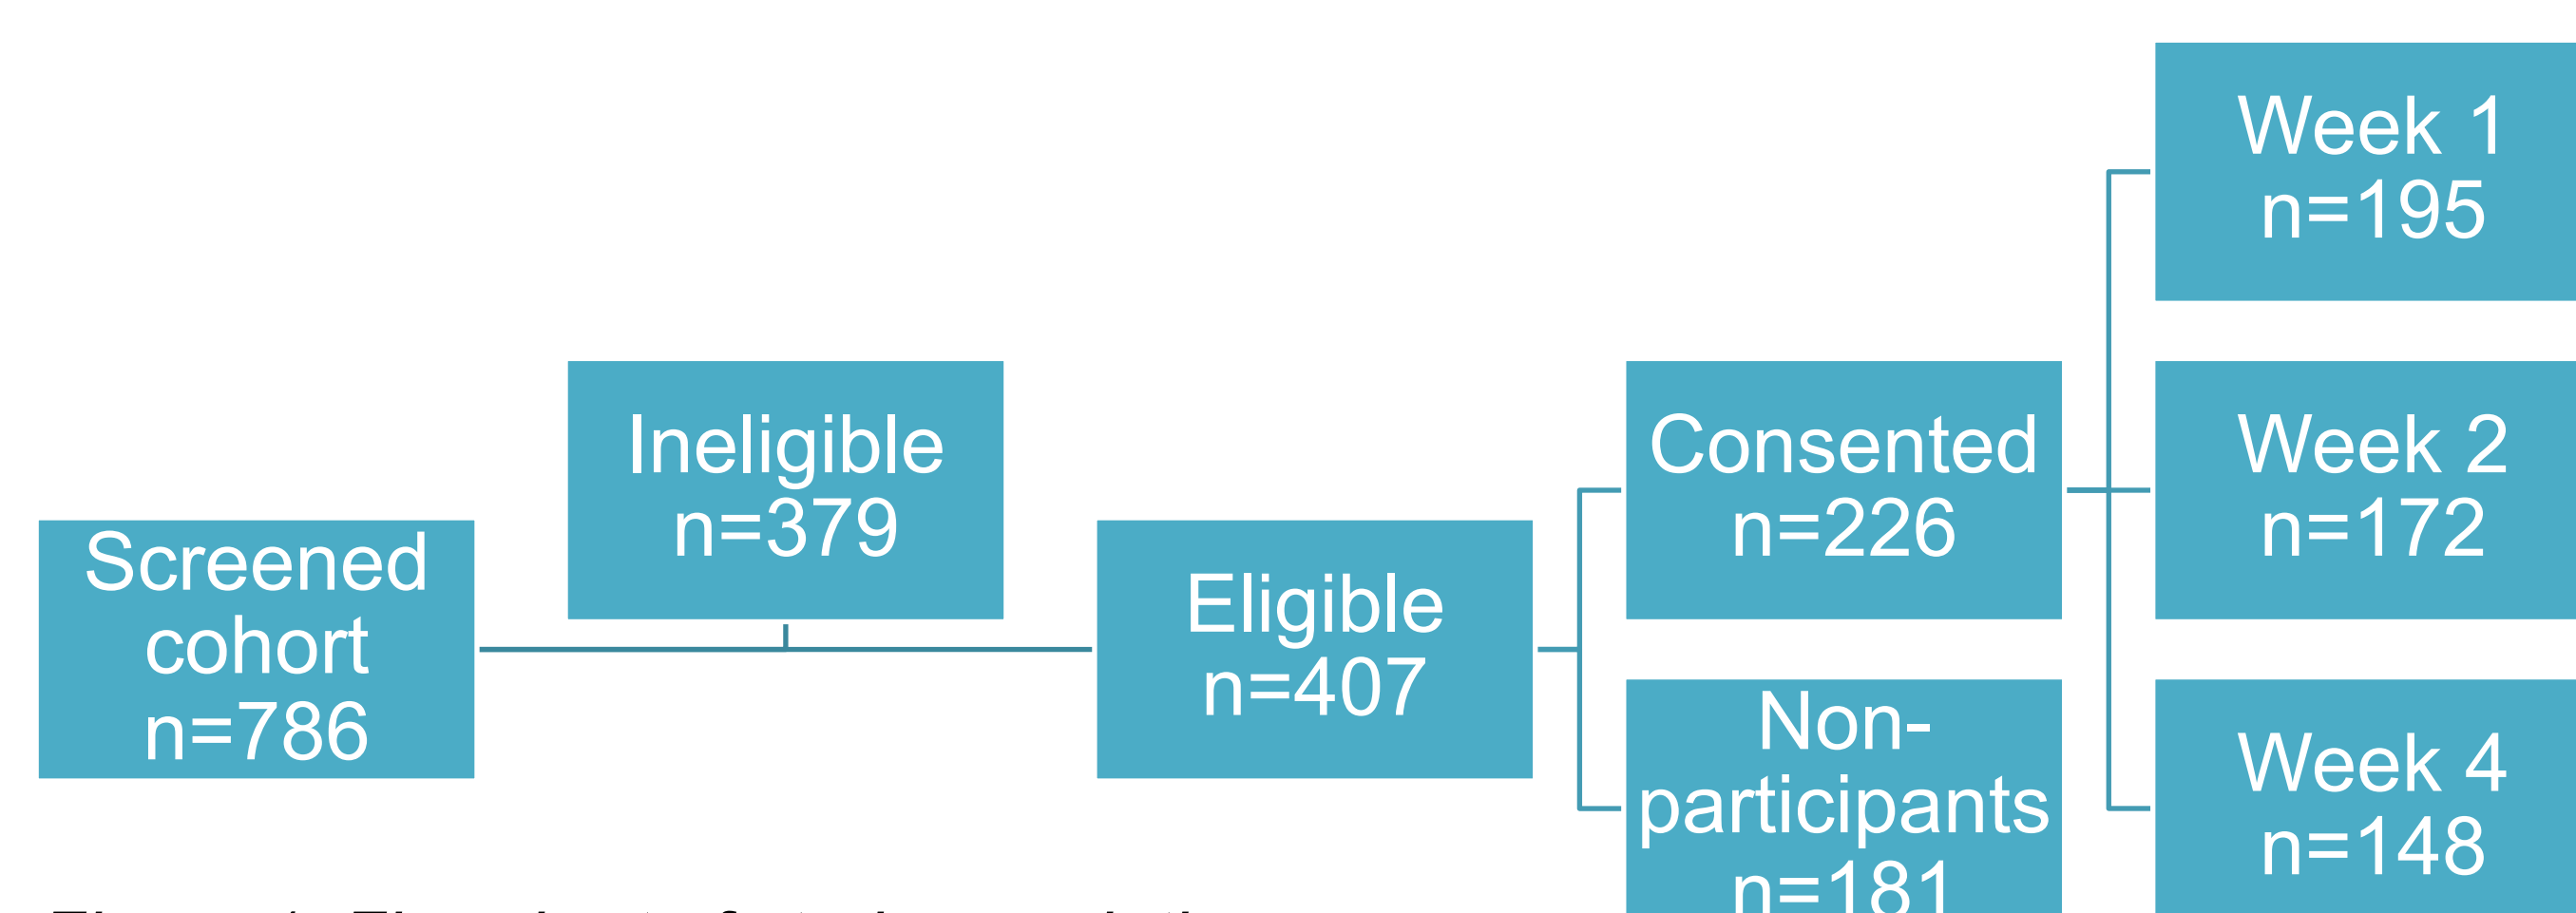 Screened
cohort
n=786
Ineligible
n=379
Eligible
n=407
Consented
n=226
Non-
participants
n=181
Week 1
n=195
Week 2
n=172
Week 4
n=148